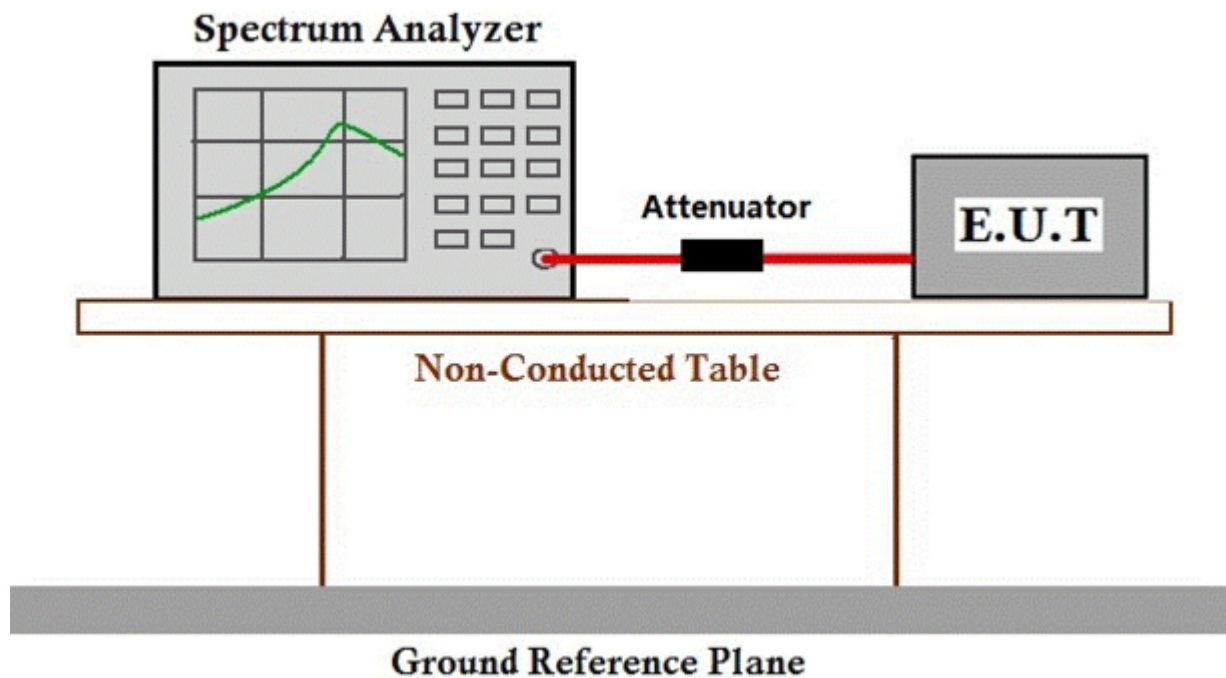 Spectrum Analyzer
Attenuator
E.U.T
Non-Conducted Table
Ground Reference Plane